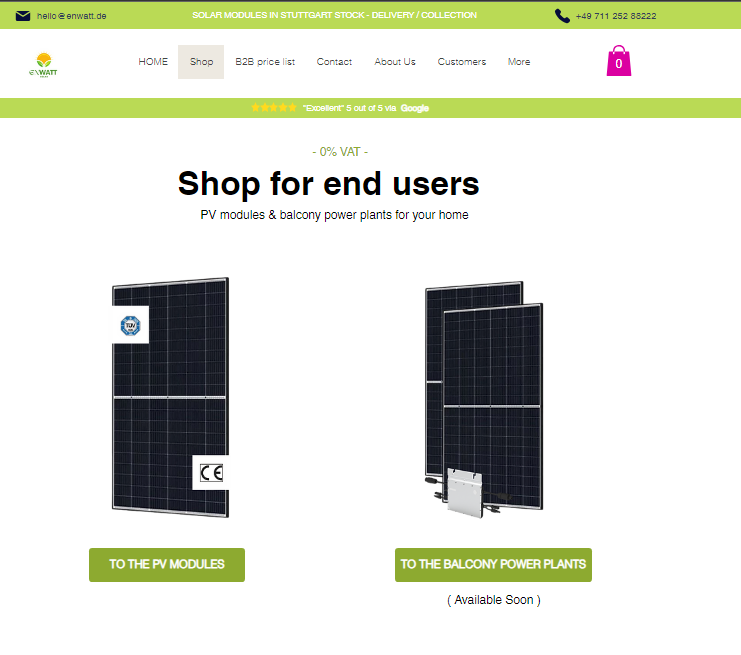 hello@enwatt.de
SOLAR MODULES IN STUTTGART STOCK - DELIVERY / COLLECTION
+49 711 252 88222
ENWATT
HOME
Shop
B2B price list
Contact
About Us
Customers
More
0
"Excellent" 5 out of 5 via Google
- 0% VAT -
Shop for end users
PV modules & balcony power plants for your home
TÜV
CE
TO THE PV MODULES
TO THE BALCONY POWER PLANTS
( Available Soon )